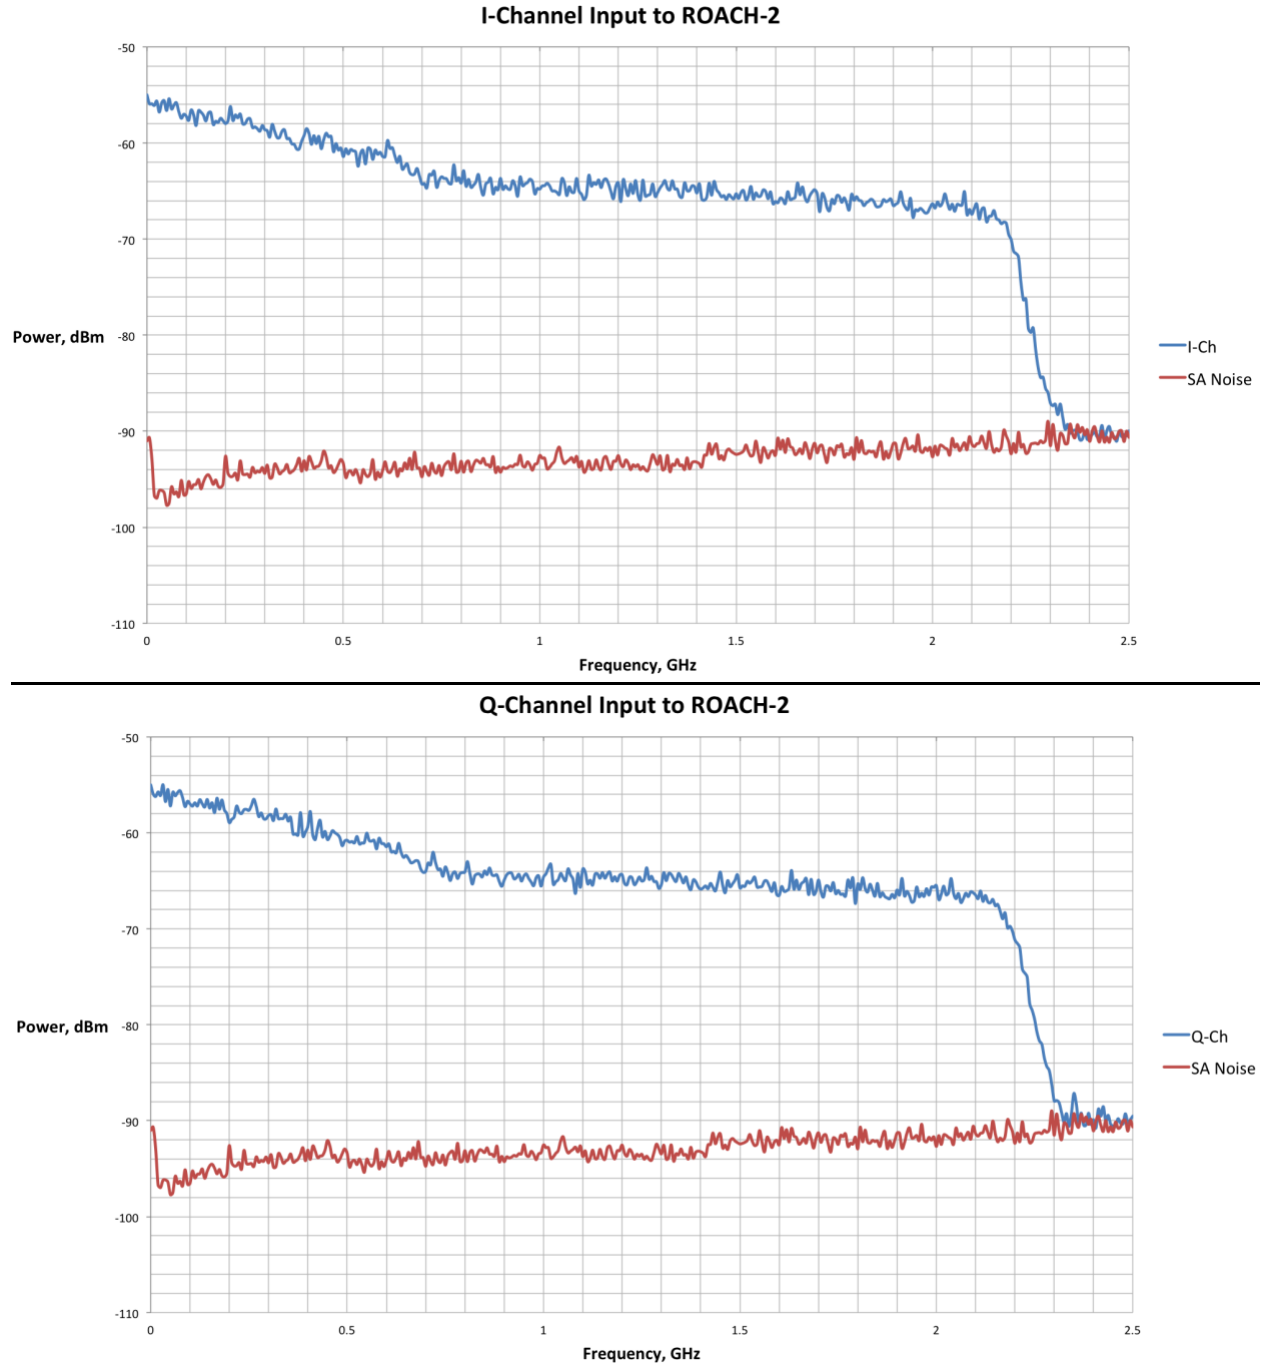 I-Channel Input to ROACH-2
-50
-60
-70
Power, dBm -80
I-Ch
SA Noise
-90
-100
-110
0 0.5 1 1.5 2 2.5
Frequency, GHz
Q-Channel Input to ROACH-2
-50
-60
-70
Power, dBm -80
Q-Ch
SA Noise
-90
-100
-110
0 0.5 1 1.5 2 2.5
Frequency, GHz